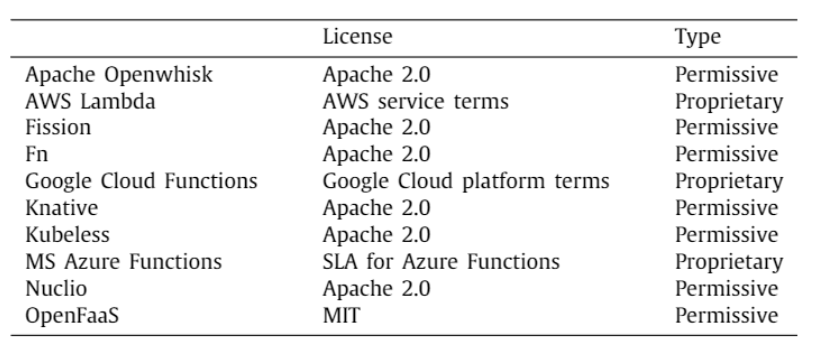 License Type
Apache Openwhisk Apache 2.0 Permissive
AWS Lambda AWS service terms Proprietary
Fission Apache 2.0 Permissive
Fn Apache 2.0 Permissive
Google Cloud Functions Google Cloud platform terms Proprietary
Knative Apache 2.0 Permissive
Kubeless Apache 2.0 Permissive
MS Azure Functions SLA for Azure Functions Proprietary
Nuclio Apache 2.0 Permissive
OpenFaaS MIT Permissive